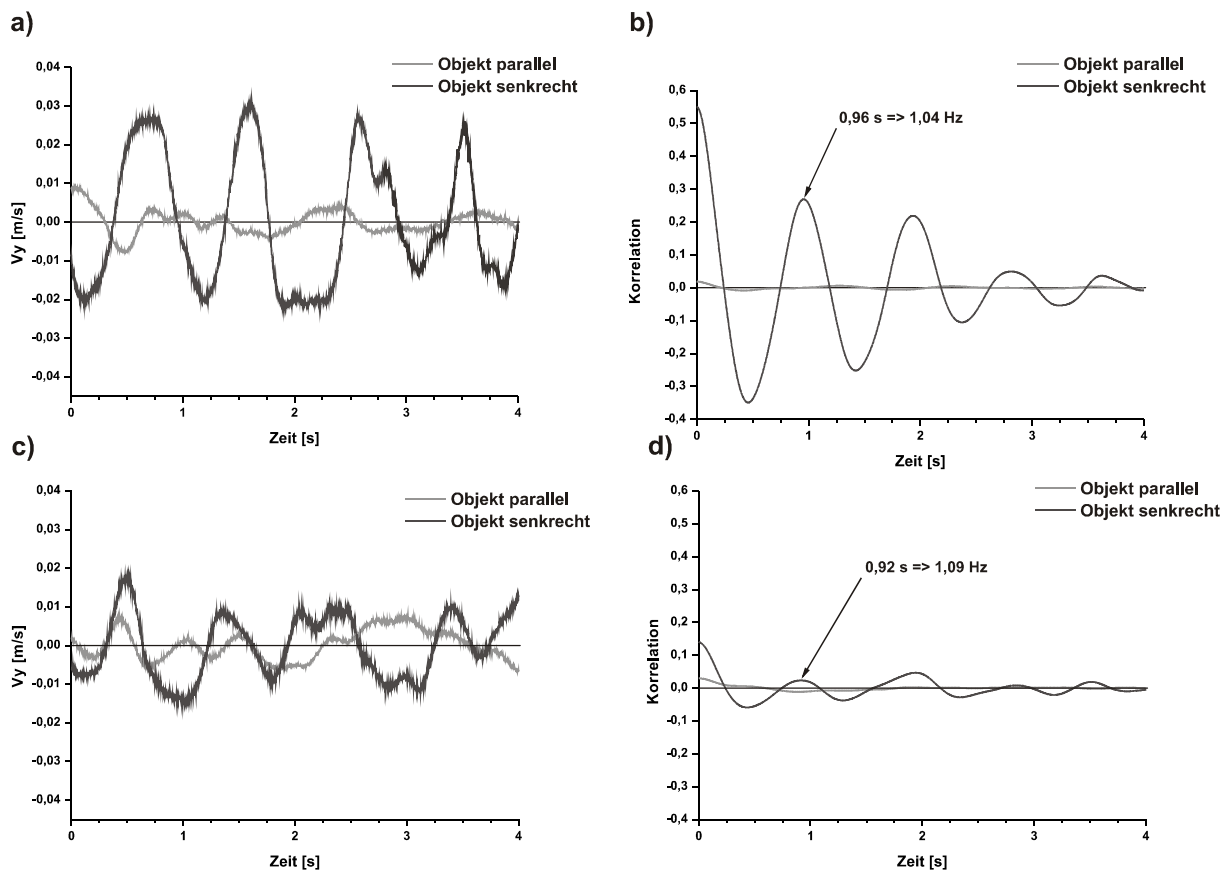 a)
Objekt parallel
Objekt senkrecht
0,04
0,03
0,02
0,01
0,00
-0,01
-0,02
-0,03
-0,04
Vy [m/s]
0 1 2 3 4
Zeit [s]
b)
Objekt parallel
Objekt senkrecht
0,96 s => 1,04 Hz
0,6
0,5
0,4
0,3
0,2
0,1
0,0
-0,1
-0,2
-0,3
-0,4
Korrelation
0 1 2 3 4
Zeit [s]
c)
Objekt parallel
Objekt senkrecht
0,04
0,03
0,02
0,01
0,00
-0,01
-0,02
-0,03
-0,04
Vy [m/s]
0 1 2 3 4
Zeit [s]
d)
Objekt parallel
Objekt senkrecht
0,92 s => 1,09 Hz
0,6
0,5
0,4
0,3
0,2
0,1
0,0
-0,1
-0,2
-0,3
-0,4
Korrelation
0 1 2 3 4
Zeit [s]